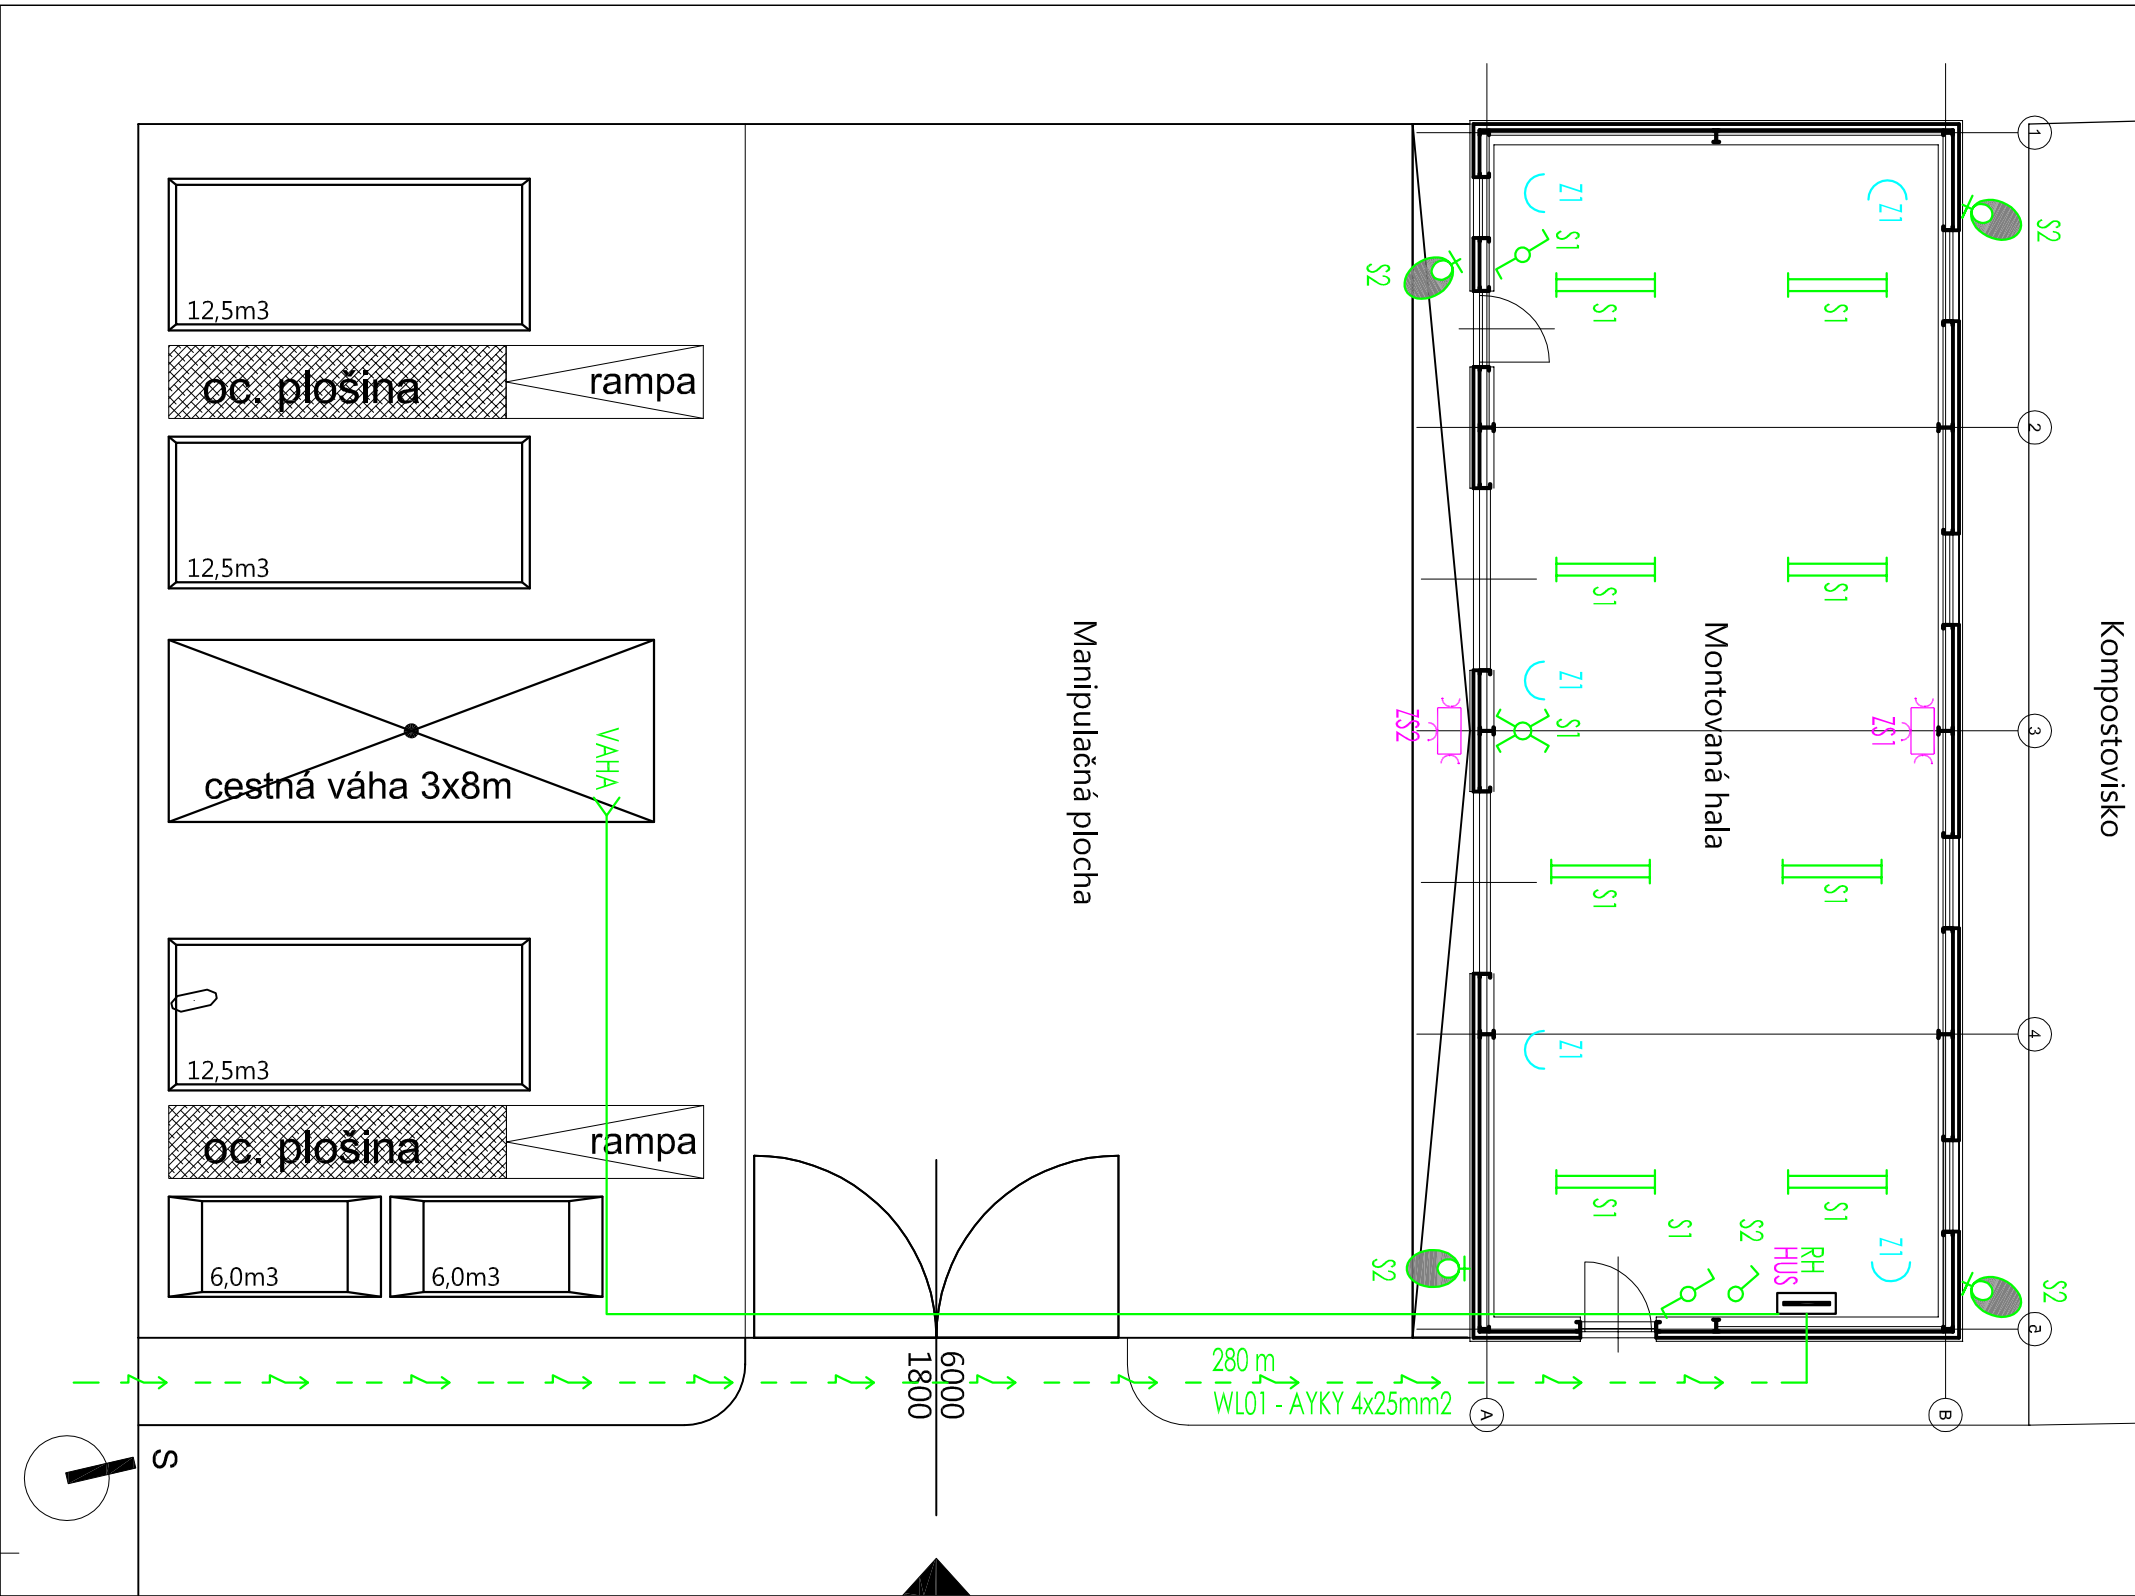 12,5m3
oc. plošina
rampa
12,5m3
VAHA
cestná váha 3x8m
12,5m3
oc. plošina
rampa
6,0m3
6,0m3
S
Manipulačná plocha
6000
1800
280 m
WL01 - AYKY 4x25mm2
Montovaná hala
Kompostovisko
Z1
Z1
S1
S2
S2
S1
S1
S1
S1
Z1
S1
ZS2
ZS1
S1
S1
Z1
S1
S1
S1
S2
RH
HUS
Z1
S2
S2
1
2
3
4
A
B